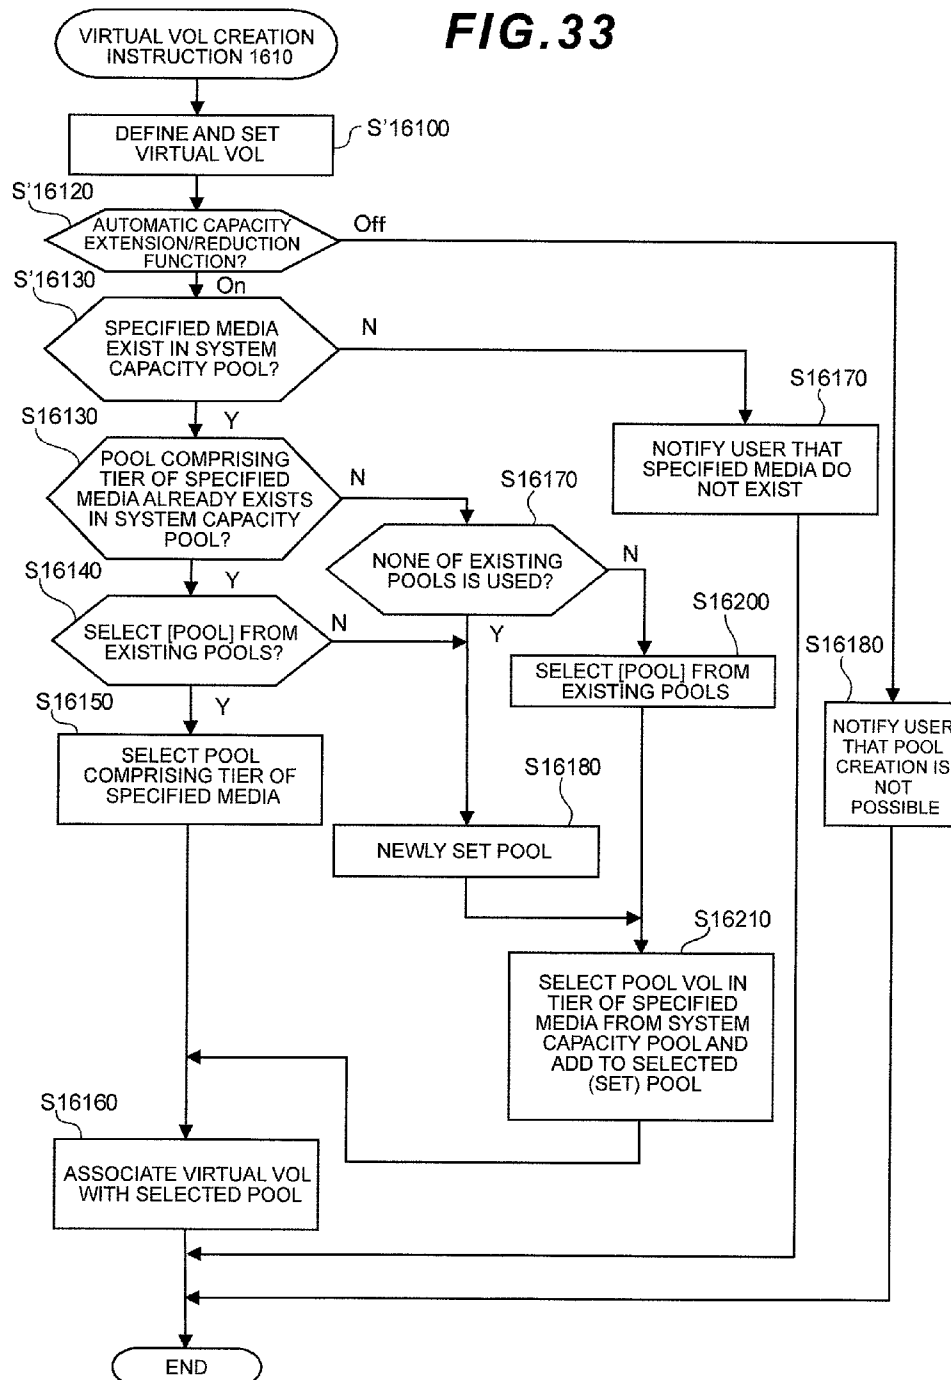 FIG.33
VIRTUAL VOL CREATION
INSTRUCTION 1610
DEFINE AND SET
VIRTUAL VOL
S'16100
S'16120
AUTOMATIC CAPACITY
EXTENSION/REDUCTION
FUNCTION?
Off
On
S'16130
SPECIFIED MEDIA
EXIST IN SYSTEM
CAPACITY POOL?
N
Y
S16170
NOTIFY USER THAT
SPECIFIED MEDIA DO
NOT EXIST
S16130
POOL COMPRISING
TIER OF SPECIFIED
MEDIA ALREADY EXISTS
IN SYSTEM CAPACITY
POOL?
N
Y
S16170
NONE OF EXISTING
POOLS IS USED?
N
Y
S16140
SELECT [POOL] FROM
EXISTING POOLS?
N
Y
S16200
SELECT [POOL] FROM
EXISTING POOLS
S16180
NOTIFY USER
THAT POOL
CREATION IS
NOT
POSSIBLE
S16150
SELECT POOL
COMPRISING TIER OF
SPECIFIED MEDIA
S16180
NEWLY SET POOL
S16210
SELECT POOL VOL IN
TIER OF SPECIFIED
MEDIA FROM SYSTEM
CAPACITY POOL AND
ADD TO SELECTED
(SET) POOL
S16160
ASSOCIATE VIRTUAL VOL
WITH SELECTED POOL
END